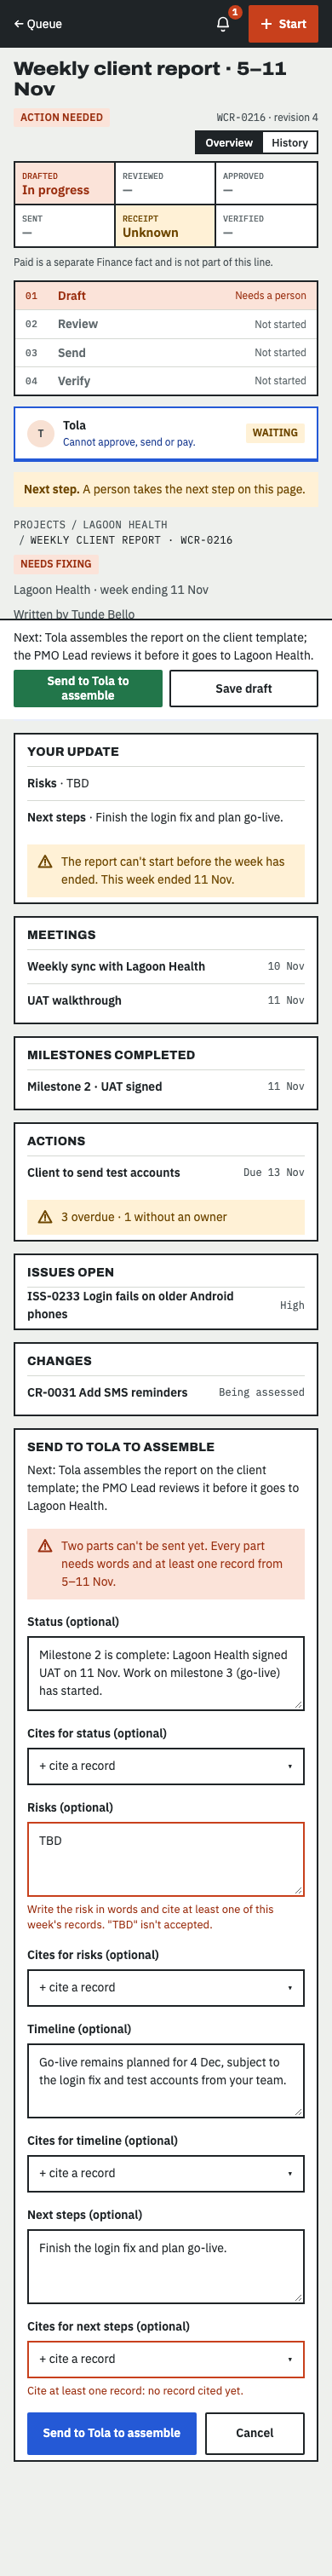 ← Queue
1
+ Start
Weekly client report · 5–11
Nov
ACTION NEEDED
WCR-0216 · revision 4
Overview
History
DRAFTED
In progress
REVIEWED
—
APPROVED
—
SENT
—
RECEIPT
Unknown
VERIFIED
—
Paid is a separate Finance fact and is not part of this line.
01 Draft Needs a person
02 Review Not started
03 Send Not started
04 Verify Not started
T
Tola
Cannot approve, send or pay.
WAITING
Next step. A person takes the next step on this page.
PROJECTS / LAGOON HEALTH
/ WEEKLY CLIENT REPORT · WCR-0216
NEEDS FIXING
Lagoon Health · week ending 11 Nov
Written by Tunde Bello
Next: Tola assembles the report on the client template;
the PMO Lead reviews it before it goes to Lagoon Health.
Send to Tola to
assemble
Save draft
YOUR UPDATE
Risks · TBD
Next steps · Finish the login fix and plan go-live.
The report can't start before the week has
ended. This week ended 11 Nov.
MEETINGS
Weekly sync with Lagoon Health 10 Nov
UAT walkthrough 11 Nov
MILESTONES COMPLETED
Milestone 2 · UAT signed 11 Nov
ACTIONS
Client to send test accounts Due 13 Nov
3 overdue · 1 without an owner
ISSUES OPEN
ISS-0233 Login fails on older Android
phones
High
CHANGES
CR-0031 Add SMS reminders Being assessed
SEND TO TOLA TO ASSEMBLE
Next: Tola assembles the report on the client
template; the PMO Lead reviews it before it goes to
Lagoon Health.
Two parts can't be sent yet. Every part
needs words and at least one record from
5–11 Nov.
Status (optional)
Milestone 2 is complete: Lagoon Health signed
UAT on 11 Nov. Work on milestone 3 (go-live)
has started.
Cites for status (optional)
+ cite a record
Risks (optional)
TBD
Write the risk in words and cite at least one of this
week's records. "TBD" isn't accepted.
Cites for risks (optional)
+ cite a record
Timeline (optional)
Go-live remains planned for 4 Dec, subject to
the login fix and test accounts from your team.
Cites for timeline (optional)
+ cite a record
Next steps (optional)
Finish the login fix and plan go-live.
Cites for next steps (optional)
+ cite a record
Cite at least one record: no record cited yet.
Send to Tola to assemble
Cancel